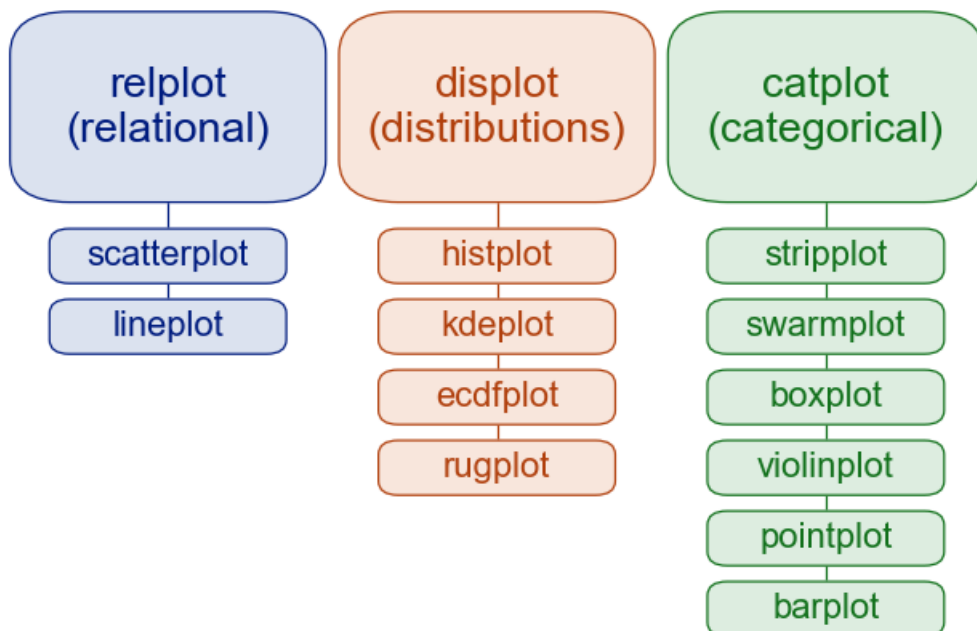 relplot
(relational)
scatterplot
lineplot
displot
(distributions)
histplot
kdeplot
ecdfplot
rugplot
catplot
(categorical)
stripplot
swarmplot
boxplot
violinplot
pointplot
barplot